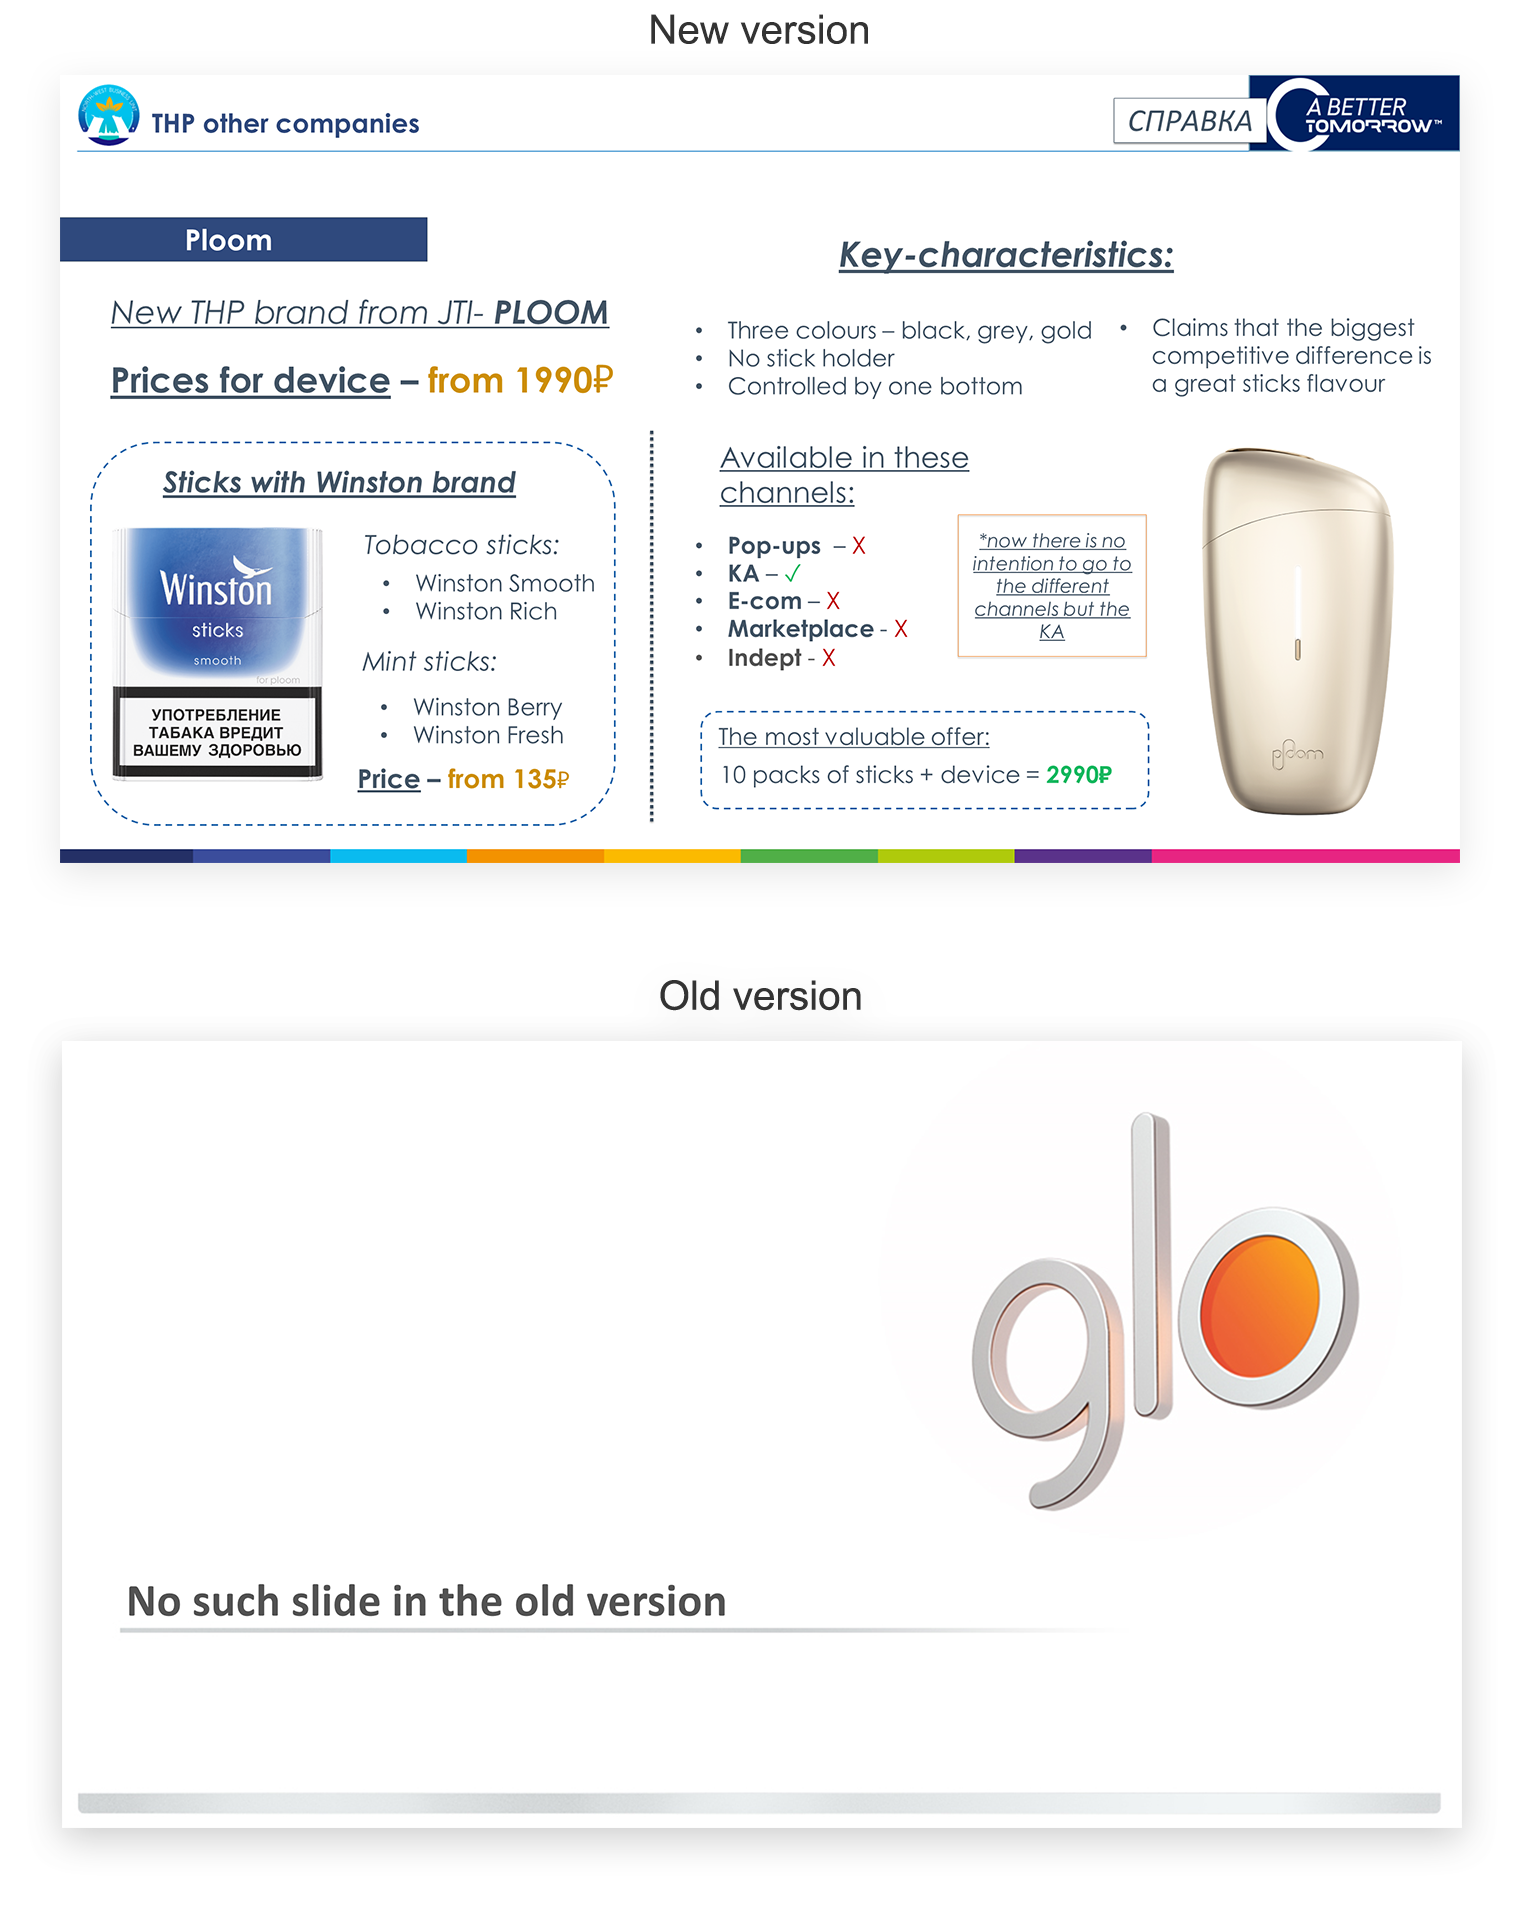 New version
THP other companies
СПРАВКА
A BETTER
TOMORROW™
Ploom
Key-characteristics:
New THP brand from JTI- PLOOM
Prices for device – from 1990₽
• Three colours – black, grey, gold
• No stick holder
• Controlled by one bottom
• Claims that the biggest
competitive difference is
a great sticks flavour
Sticks with Winston brand
Winston
sticks
smooth
for ploom
УПОТРЕБЛЕНИЕ
ТАБАКА ВРЕДИТ
ВАШЕМУ ЗДОРОВЬЮ
Tobacco sticks:
• Winston Smooth
• Winston Rich
Mint sticks:
• Winston Berry
• Winston Fresh
Price – from 135₽
Available in these
channels:
• Pop-ups – X
• KA – ✓
• E-com – X
• Marketplace - X
• Indept - X
*now there is no
intention to go to
the different
channels but the
KA
The most valuable offer:
10 packs of sticks + device = 2990₽
ploom
Old version
glo
No such slide in the old version